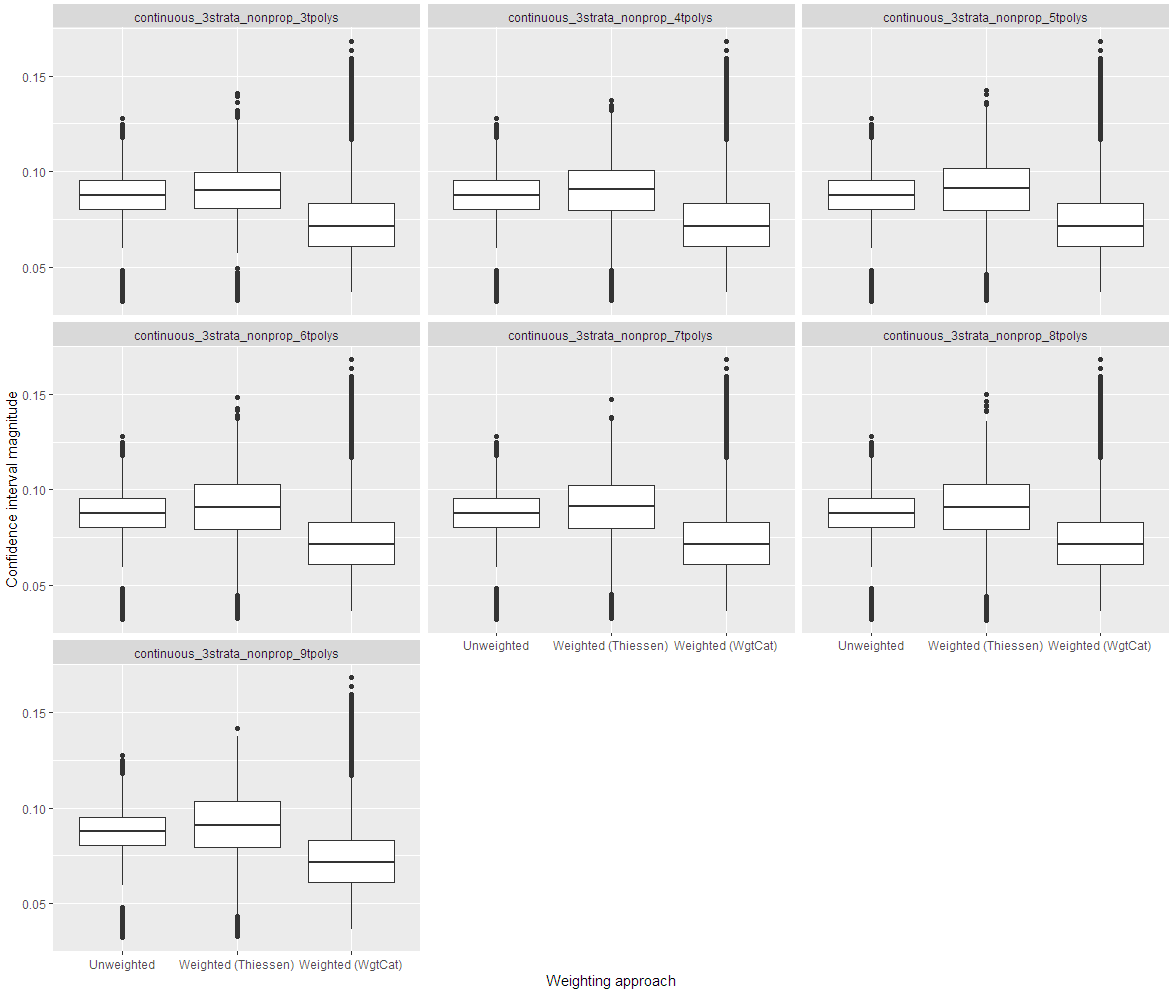 continuous_3strata_nonprop_3tpolys
continuous_3strata_nonprop_4tpolys
continuous_3strata_nonprop_5tpolys
0.15
0.10
0.05
continuous_3strata_nonprop_6tpolys
continuous_3strata_nonprop_7tpolys
continuous_3strata_nonprop_8tpolys
0.15
0.10
0.05
Unweighted
Weighted (Thiessen)
Weighted (WgtCat)
Unweighted
Weighted (Thiessen)
Weighted (WgtCat)
continuous_3strata_nonprop_9tpolys
0.15
0.10
0.05
Unweighted
Weighted (Thiessen)
Weighted (WgtCat)
Confidence interval magnitude
Weighting approach